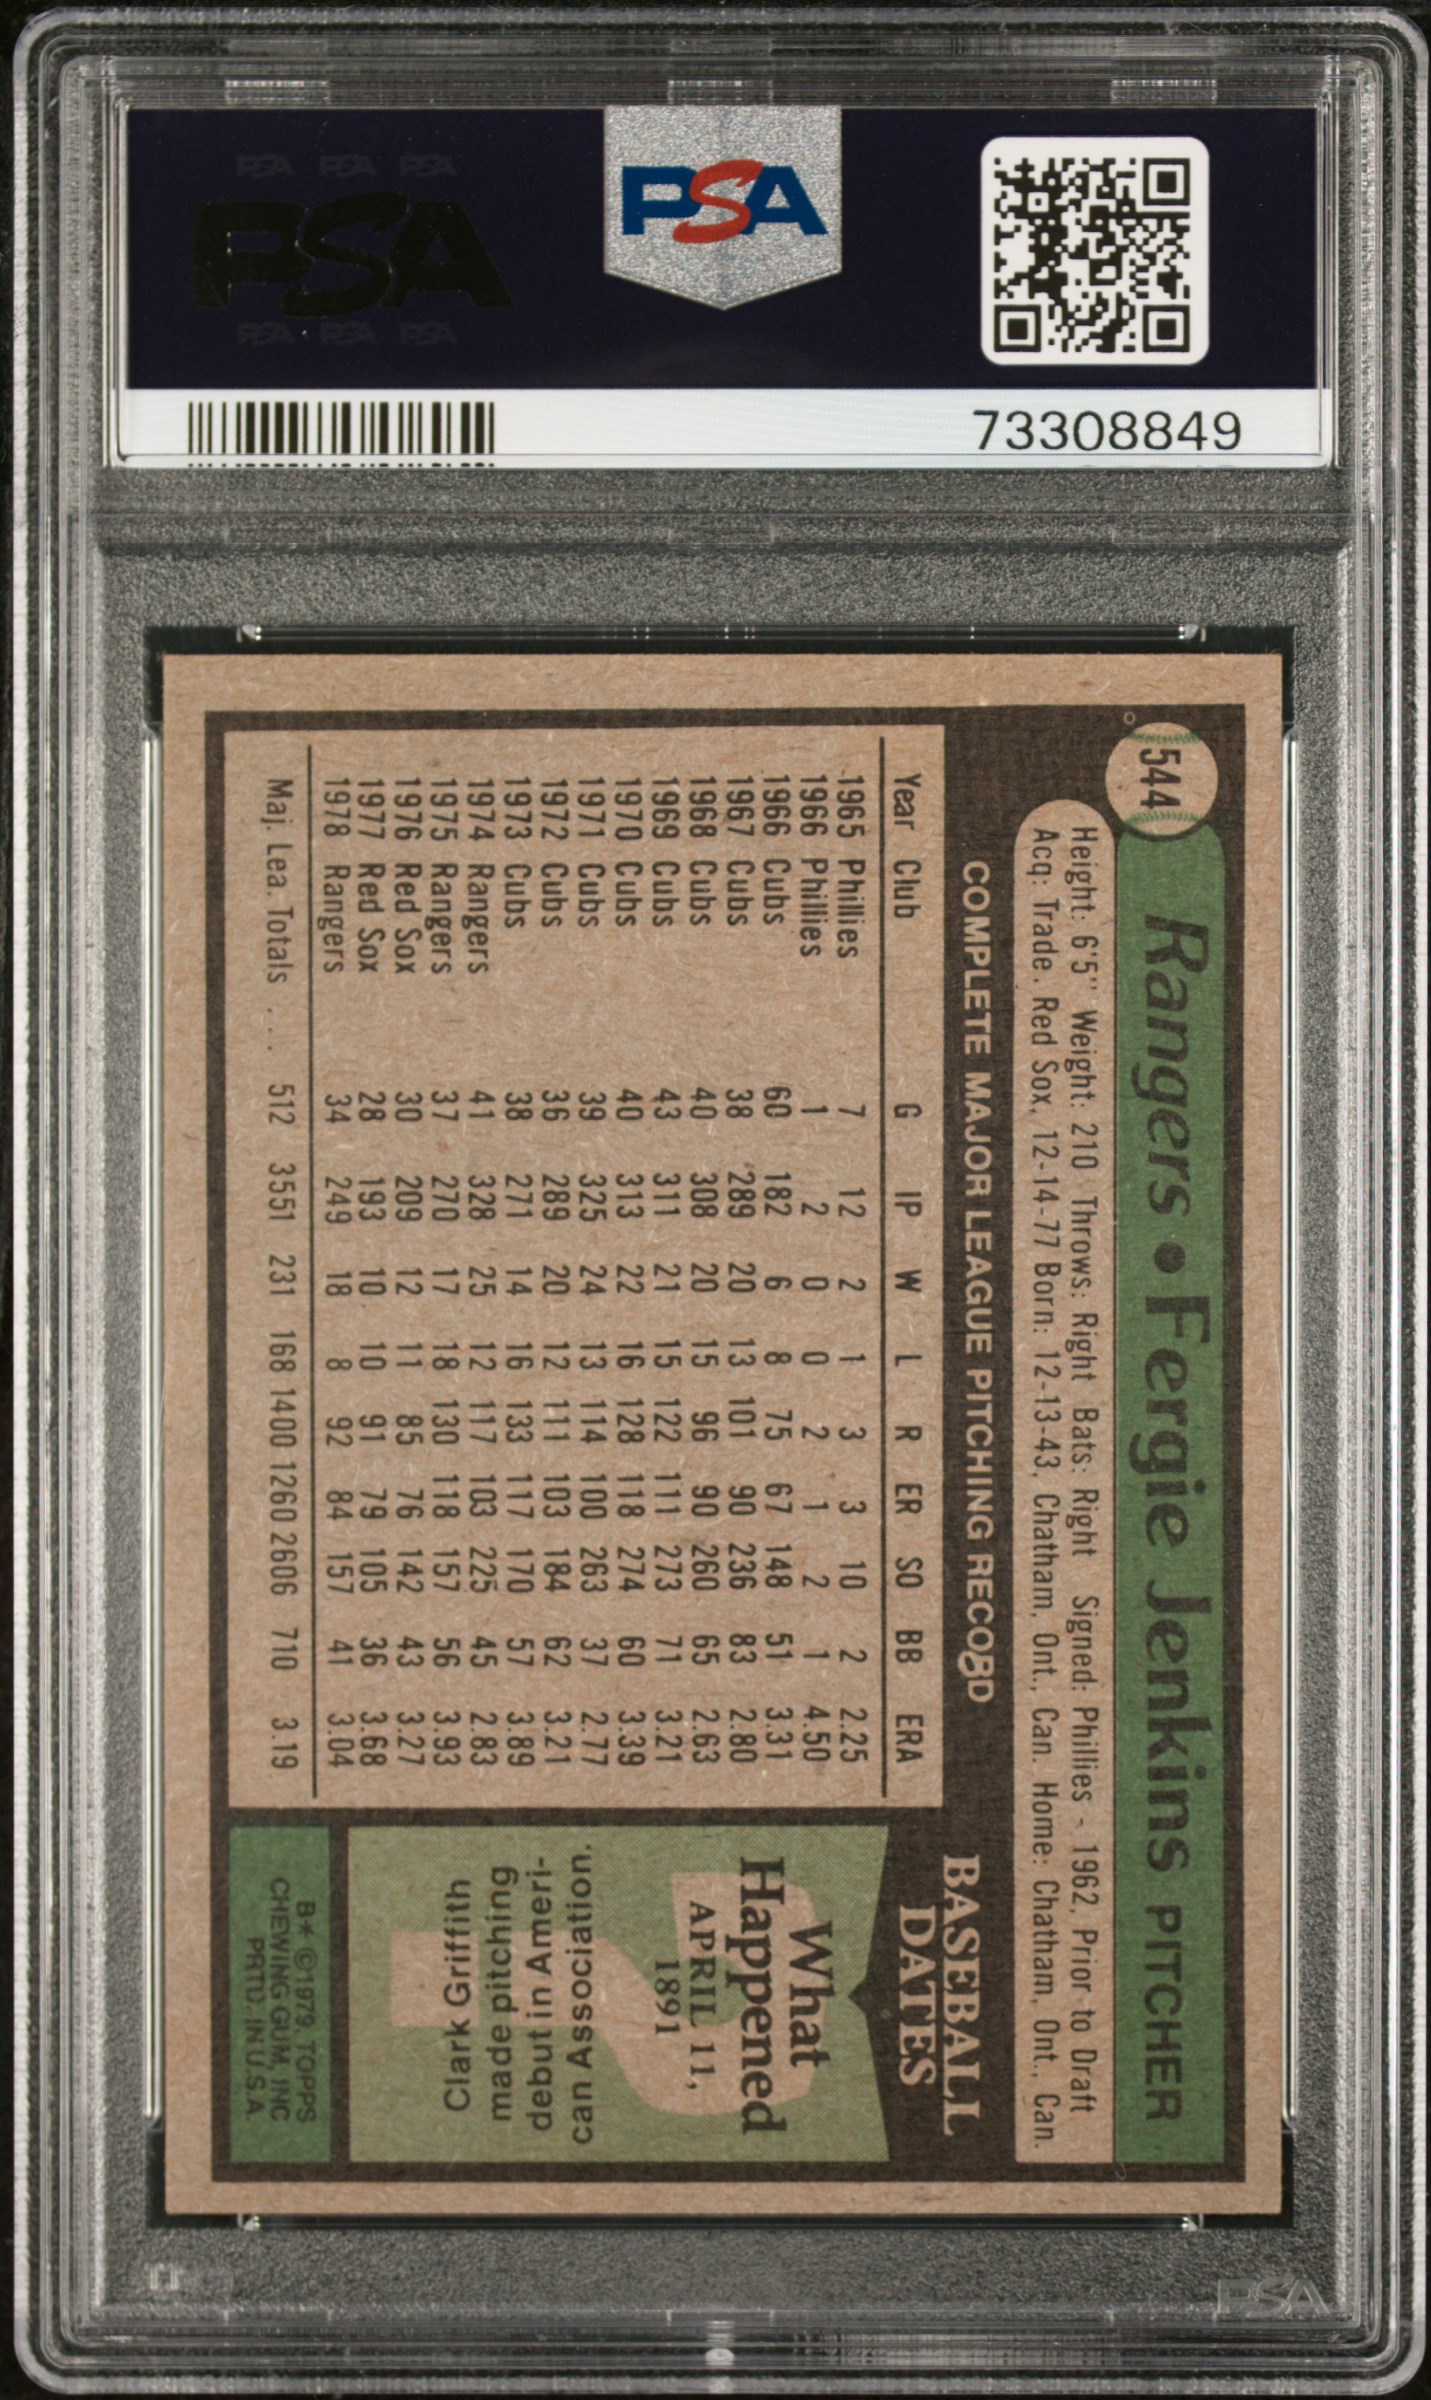 PSA PSA PSA
PSA
PSA PSA PSA
PSA
73308849
544
Rangers • Fergie Jenkins PITCHER
Height: 6'5" Weight: 210 Throws: Right Bats: Right Signed: Phillies - 1962, Prior to Draft
Acq: Trade, Red Sox, 12-14-77 Born: 12-13-43, Chatham, Ont., Can. Home: Chatham, Ont., Can.
COMPLETE MAJOR LEAGUE PITCHING RECORD
Year Club G IP W L R ER SO BB ERA
1965 Phillies 7 12 2 1 3 3 10 2 2.25
1966 Phillies 1 2 0 0 2 1 2 1 4.50
1966 Cubs 60 182 6 8 75 67 148 51 3.31
1967 Cubs 38 289 20 13 101 90 236 83 2.80
1968 Cubs 40 308 20 15 96 90 260 65 2.63
1969 Cubs 43 311 21 15 122 111 273 71 3.21
1970 Cubs 40 313 22 16 128 118 274 60 3.39
1971 Cubs 39 325 24 13 114 100 263 37 2.77
1972 Cubs 36 289 20 12 111 103 184 62 3.21
1973 Cubs 38 271 14 16 133 117 170 57 3.89
1974 Rangers 41 328 25 12 117 103 225 45 2.83
1975 Rangers 37 270 17 18 130 118 157 56 3.93
1976 Red Sox 30 209 12 11 85 76 142 43 3.27
1977 Red Sox 28 193 10 10 91 79 105 36 3.68
1978 Rangers 34 249 18 8 92 84 157 41 3.04
Maj. Lea. Totals . . . 512 3551 231 168 1400 1260 2606 710 3.19
BASEBALL
DATES
What
Happened
APRIL 11,
1891
Clark Griffith
made pitching
debut in Ameri-
can Association.
B* ©1979, TOPPS
CHEWING GUM, INC
PRTD. IN U.S.A.
PSA